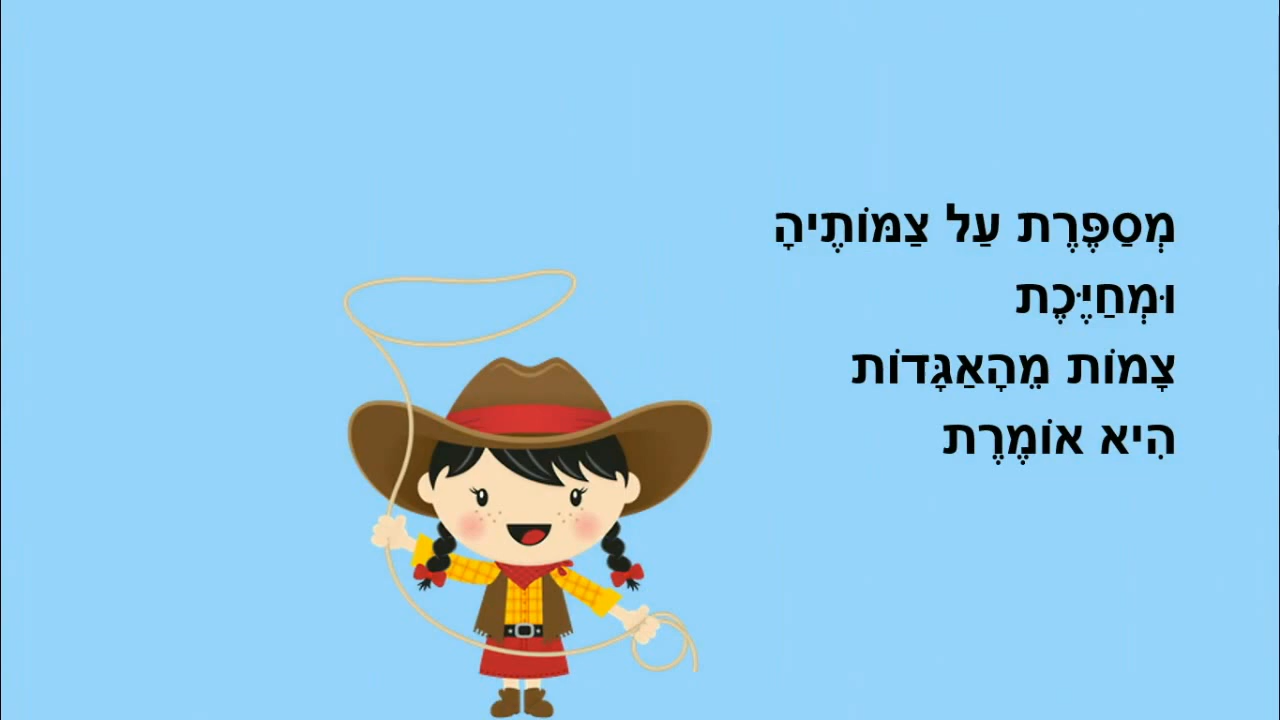 מְסַפֶּרֶת עַל צַמּוֹתֶיהָ
וּמְחַיֶּכֶת
צָמוֹת מֵהָאַגָּדוֹת
הִיא אוֹמֶרֶת